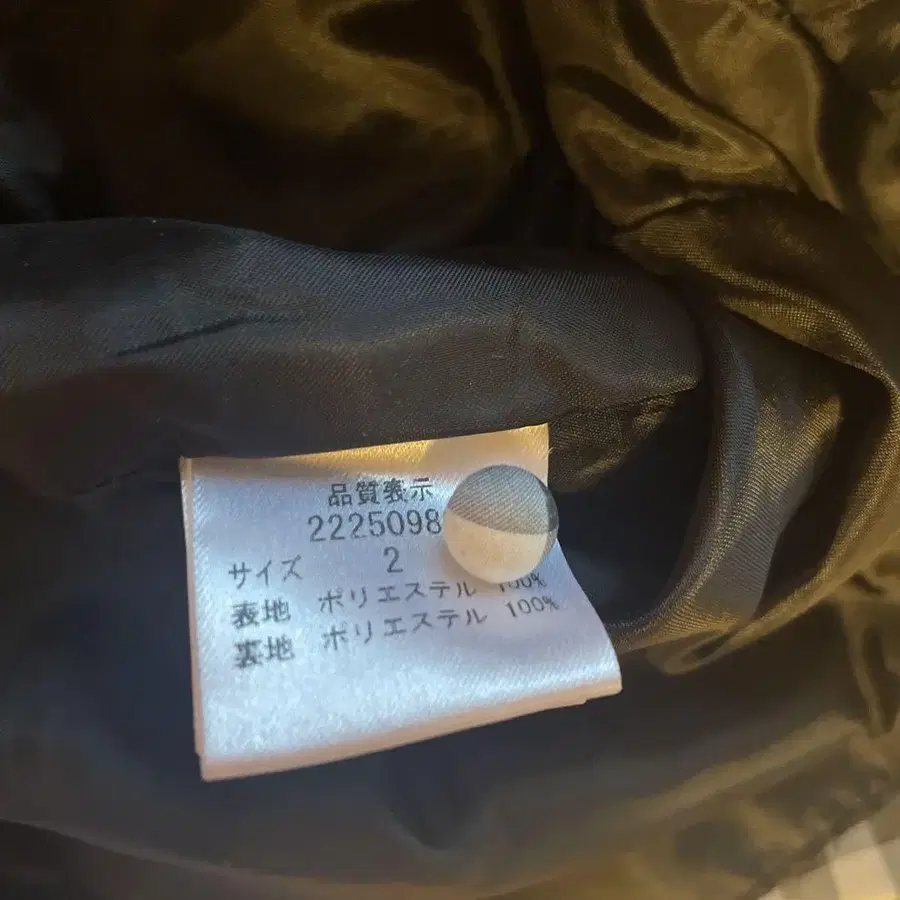 品質表示
2225098
サイズ 2
表地 ポリエステル 100%
裏地 ポリエステル 100%